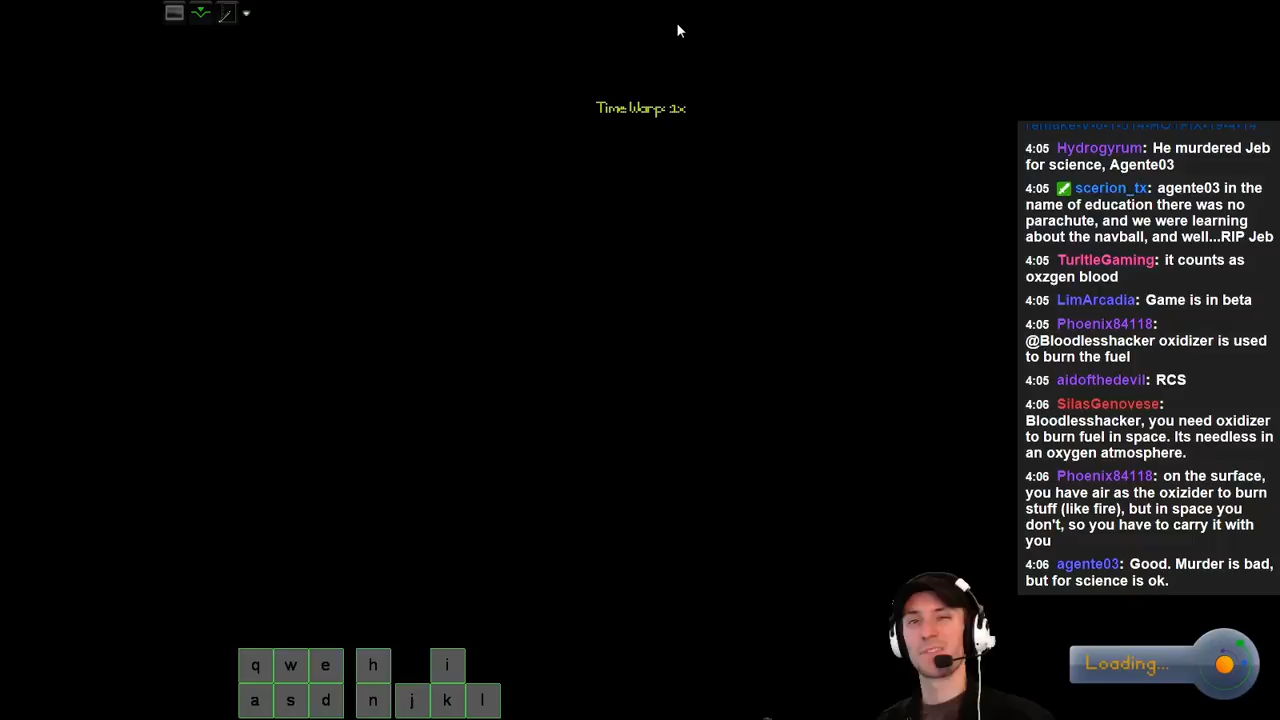 Time Warp: 1x
4:05 Hydrogyrum: He murdered Jeb
for science, Agente03
4:05 scerion_tx: agente03 in the
name of education there was no
parachute, and we were learning
about the navball, and well...RIP Jeb
4:05 TurltleGaming: it counts as
oxzgen blood
4:05 LimArcadia: Game is in beta
4:05 Phoenix84118:
@Bloodlesshacker oxidizer is used
to burn the fuel
4:05 aidofthedevil: RCS
4:06 SilasGenovese:
Bloodlesshacker, you need oxidizer
to burn fuel in space. Its needless in
an oxygen atmosphere.
4:06 Phoenix84118: on the surface,
you have air as the oxizider to burn
stuff (like fire), but in space you
don't, so you have to carry it with
you
4:06 agente03: Good. Murder is bad,
but for science is ok.
q w e h i
a s d n j k l
Loading...